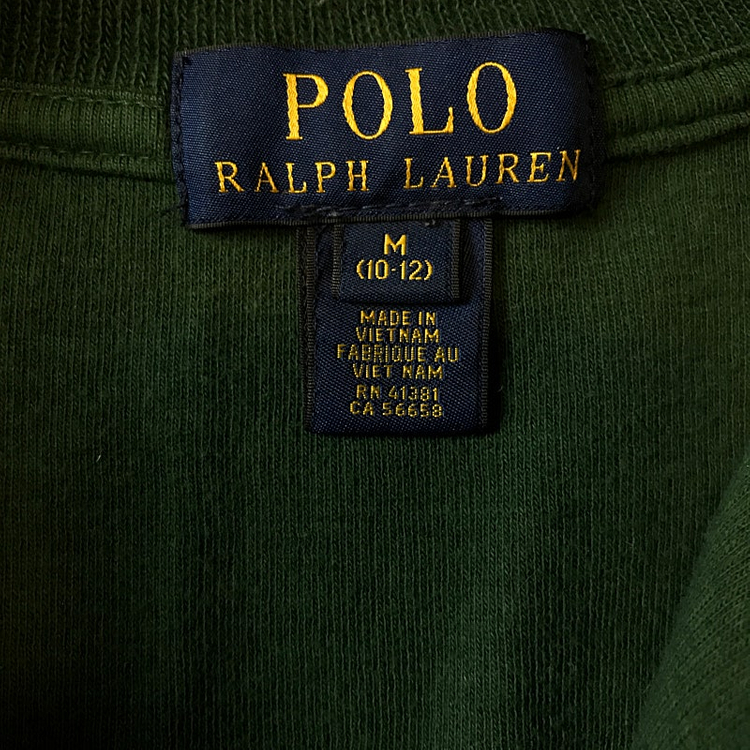 POLO
RALPH LAUREN
M
(10-12)
MADE IN
VIETNAM
FABRIQUE AU
VIET NAM
RN 41381
CA 56658